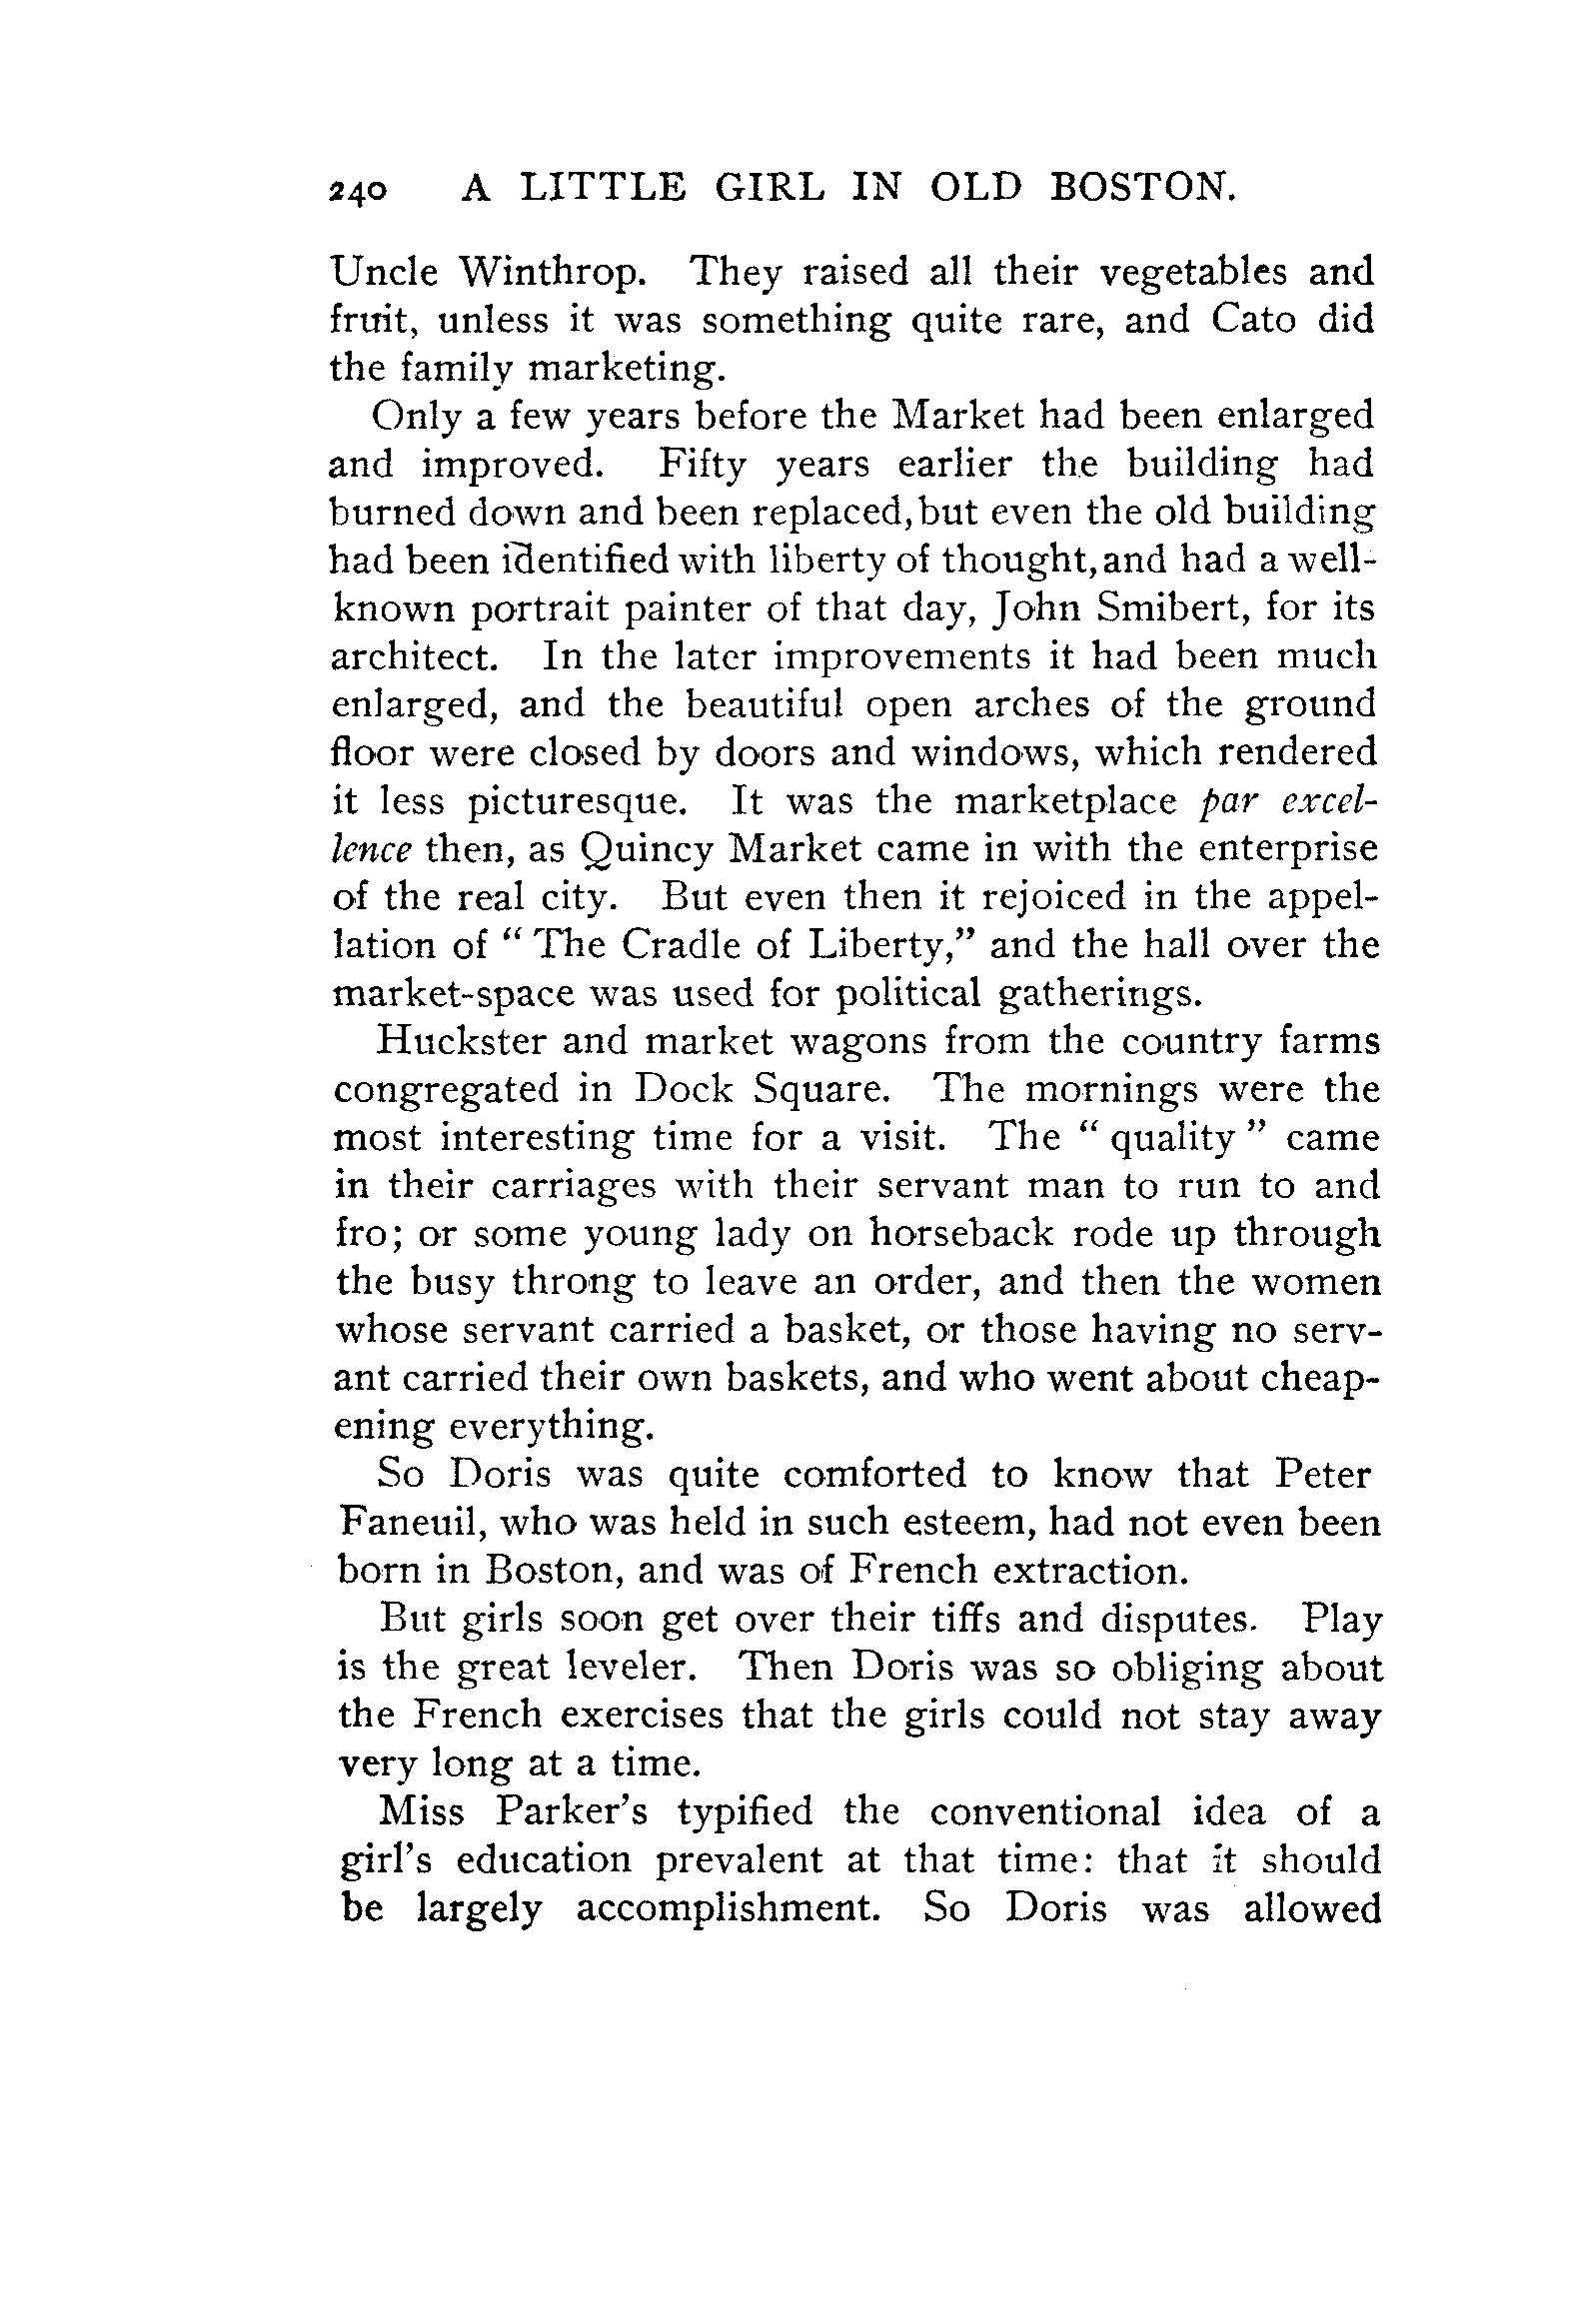 240 A LITTLE GIRL IN OLD BOSTON.
Uncle Winthrop. They raised all their vegetables and
fruit, unless it was something quite rare, and Cato did
the family marketing.
Only a few years before the Market had been enlarged
and improved. Fifty years earlier the building had
burned down and been replaced, but even the old building
had been identified with liberty of thought, and had a well-
known portrait painter of that day, John Smibert, for its
architect. In the later improvements it had been much
enlarged, and the beautiful open arches of the ground
floor were closed by doors and windows, which rendered
it less picturesque. It was the marketplace par excel-
lence then, as Quincy Market came in with the enterprise
of the real city. But even then it rejoiced in the appel-
lation of “ The Cradle of Liberty,” and the hall over the
market-space was used for political gatherings.
Huckster and market wagons from the country farms
congregated in Dock Square. The mornings were the
most interesting time for a visit. The “ quality ” came
in their carriages with their servant man to run to and
fro; or some young lady on horseback rode up through
the busy throng to leave an order, and then the women
whose servant carried a basket, or those having no serv-
ant carried their own baskets, and who went about cheap-
ening everything.
So Doris was quite comforted to know that Peter
Faneuil, who was held in such esteem, had not even been
born in Boston, and was of French extraction.
But girls soon get over their tiffs and disputes. Play
is the great leveler. Then Doris was so obliging about
the French exercises that the girls could not stay away
very long at a time.
Miss Parker’s typified the conventional idea of a
girl’s education prevalent at that time: that it should
be largely accomplishment. So Doris was allowed